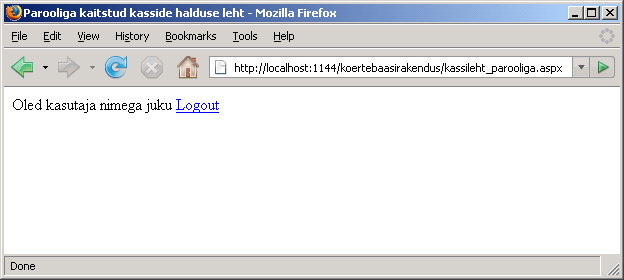 Parooliga kaitstud kasside halduse leht - Mozilla Firefox
File Edit View History Bookmarks Tools Help
http://localhost:1144/koertebaasirakendus/kassileht_parooliga.aspx
Oled kasutaja nimega juku Logout
Done